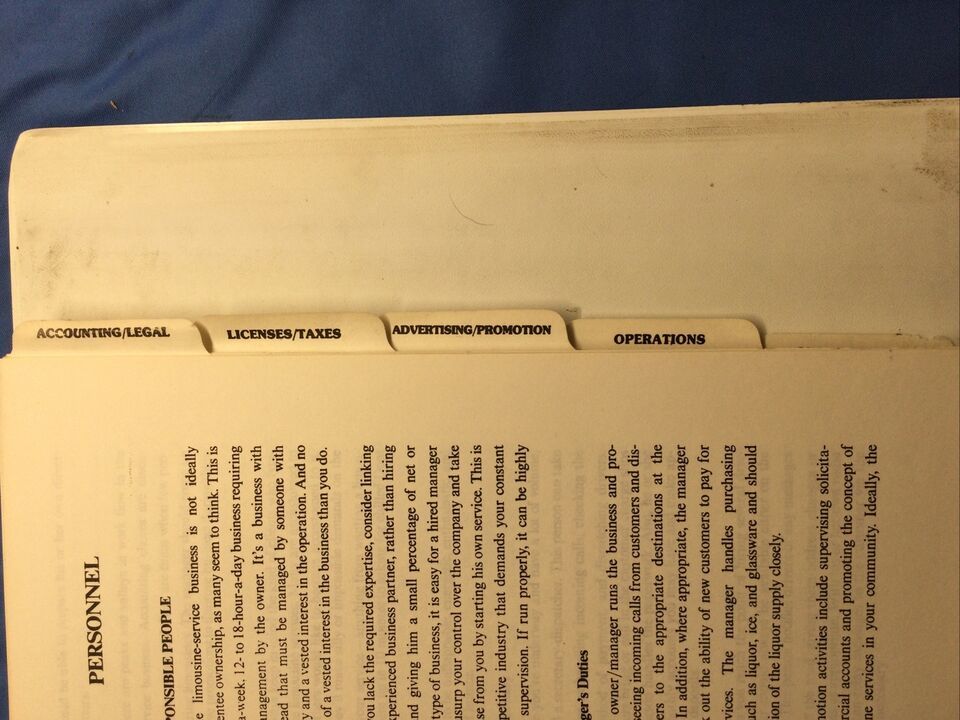 ACCOUNTING/LEGAL
LICENSES/TAXES
ADVERTISING/PROMOTION
OPERATIONS
PERSONNEL
PONSIBLE PEOPLE
limousine-service business is not ideally
entee ownership, as many seem to think. This is
a-week, 12- to 18-hour-a-day business requiring
anagement by the owner. It's a business with
ead that must be managed by someone with
y and a vested interest in the operation. And no
of a vested interest in the business than you do.
you lack the required expertise, consider linking
xperienced business partner, rather than hiring
nd giving him a small percentage of net or
type of business, it is easy for a hired manager
usurp your control over the company and take
se from you by starting his own service. This is
petitive industry that demands your constant
supervision. If run properly, it can be highly
ger's Duties
owner/manager runs the business and pro-
seeing incoming calls from customers and dis-
ers to the appropriate destinations at the
In addition, where appropriate, the manager
k out the ability of new customers to pay for
vices. The manager handles purchasing
uch as liquor, ice, and glassware and should
tion of the liquor supply closely.
otion activities include supervising solicita-
rcial accounts and promoting the concept of
ne services in your community. Ideally, the